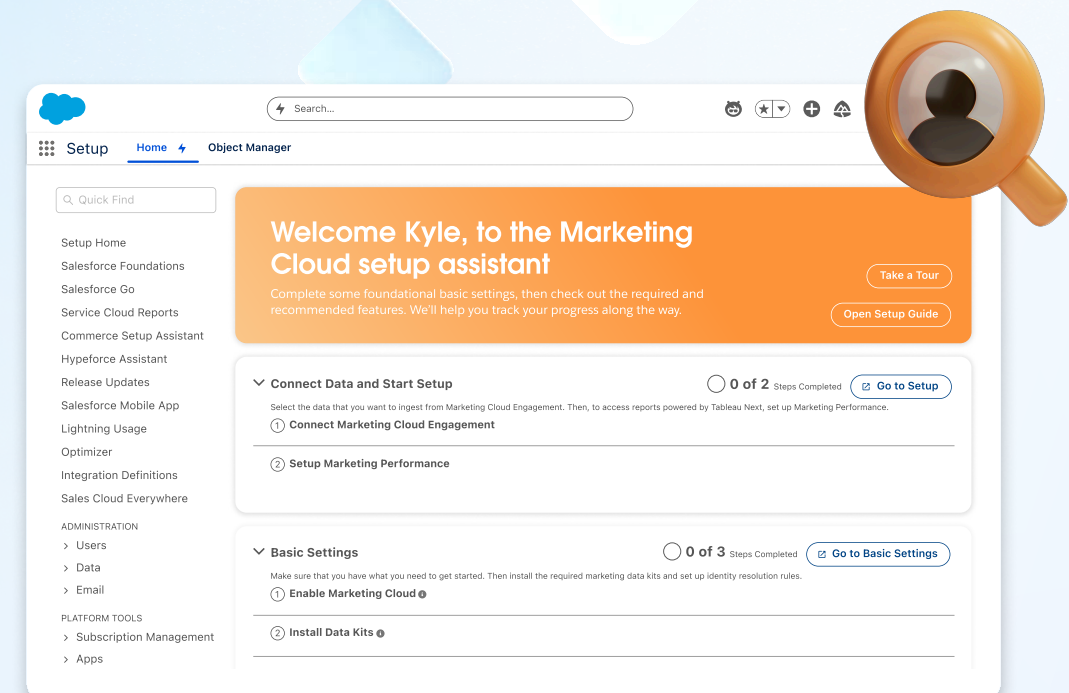 Search...
Setup
Home
Object Manager
Quick Find
Setup Home
Salesforce Foundations
Salesforce Go
Service Cloud Reports
Commerce Setup Assistant
Hypeforce Assistant
Release Updates
Salesforce Mobile App
Lightning Usage
Optimizer
Integration Definitions
Sales Cloud Everywhere
ADMINISTRATION
Users
Data
Email
PLATFORM TOOLS
Subscription Management
Apps
Welcome Kyle, to the Marketing
Cloud setup assistant
Complete some foundational basic settings, then check out the required and
recommended features. We'll help you track your progress along the way.
Take a Tour
Open Setup Guide
Connect Data and Start Setup
0 of 2 Steps Completed
Go to Setup
Select the data that you want to ingest from Marketing Cloud Engagement. Then, to access reports powered by Tableau Next, set up Marketing Performance.
1 Connect Marketing Cloud Engagement
2 Setup Marketing Performance
Basic Settings
0 of 3 Steps Completed
Go to Basic Settings
Make sure that you have what you need to get started. Then install the required marketing data kits and set up identity resolution rules.
1 Enable Marketing Cloud
2 Install Data Kits